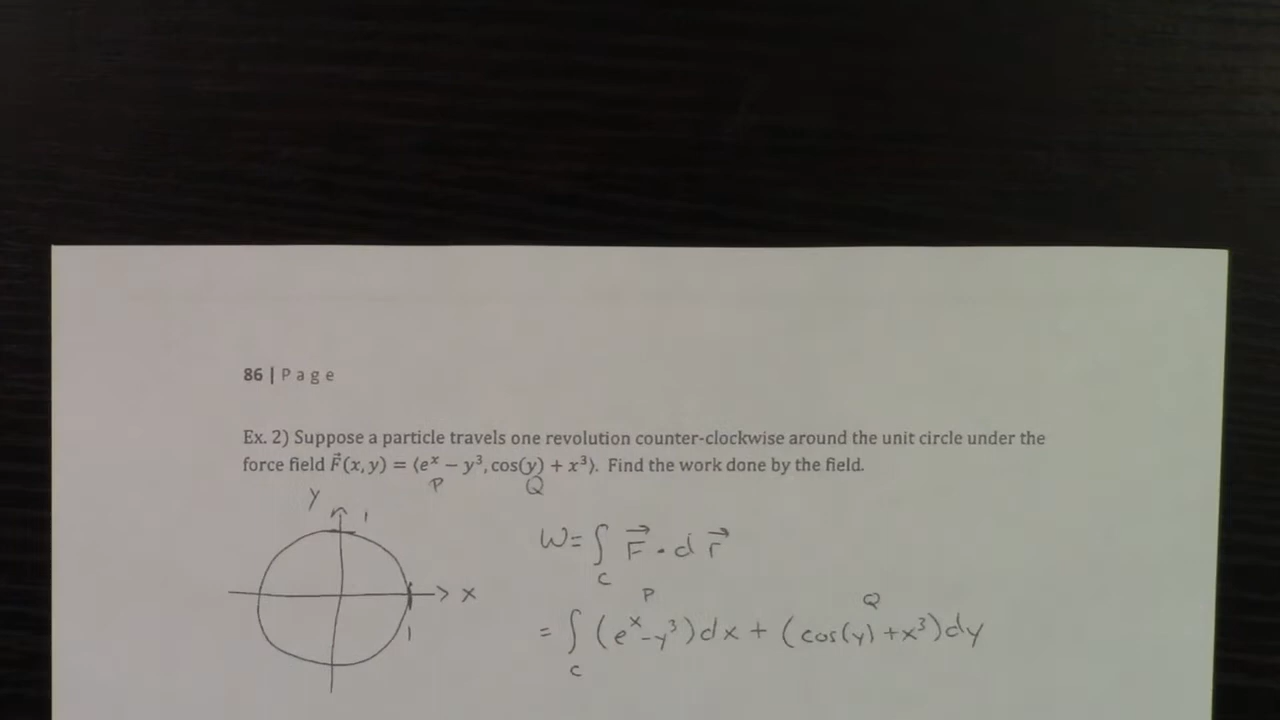 86 | P a g e
Ex. 2) Suppose a particle travels one revolution counter-clockwise around the unit circle under the
force field F⃗(x, y) = ⟨eˣ − y³, cos(y) + x³⟩. Find the work done by the field.
P Q
y 1
W = ∫_C F⃗ · d r⃗
P Q
x
= ∫_C (eˣ − y³)dx + (cos(y) + x³)dy
1